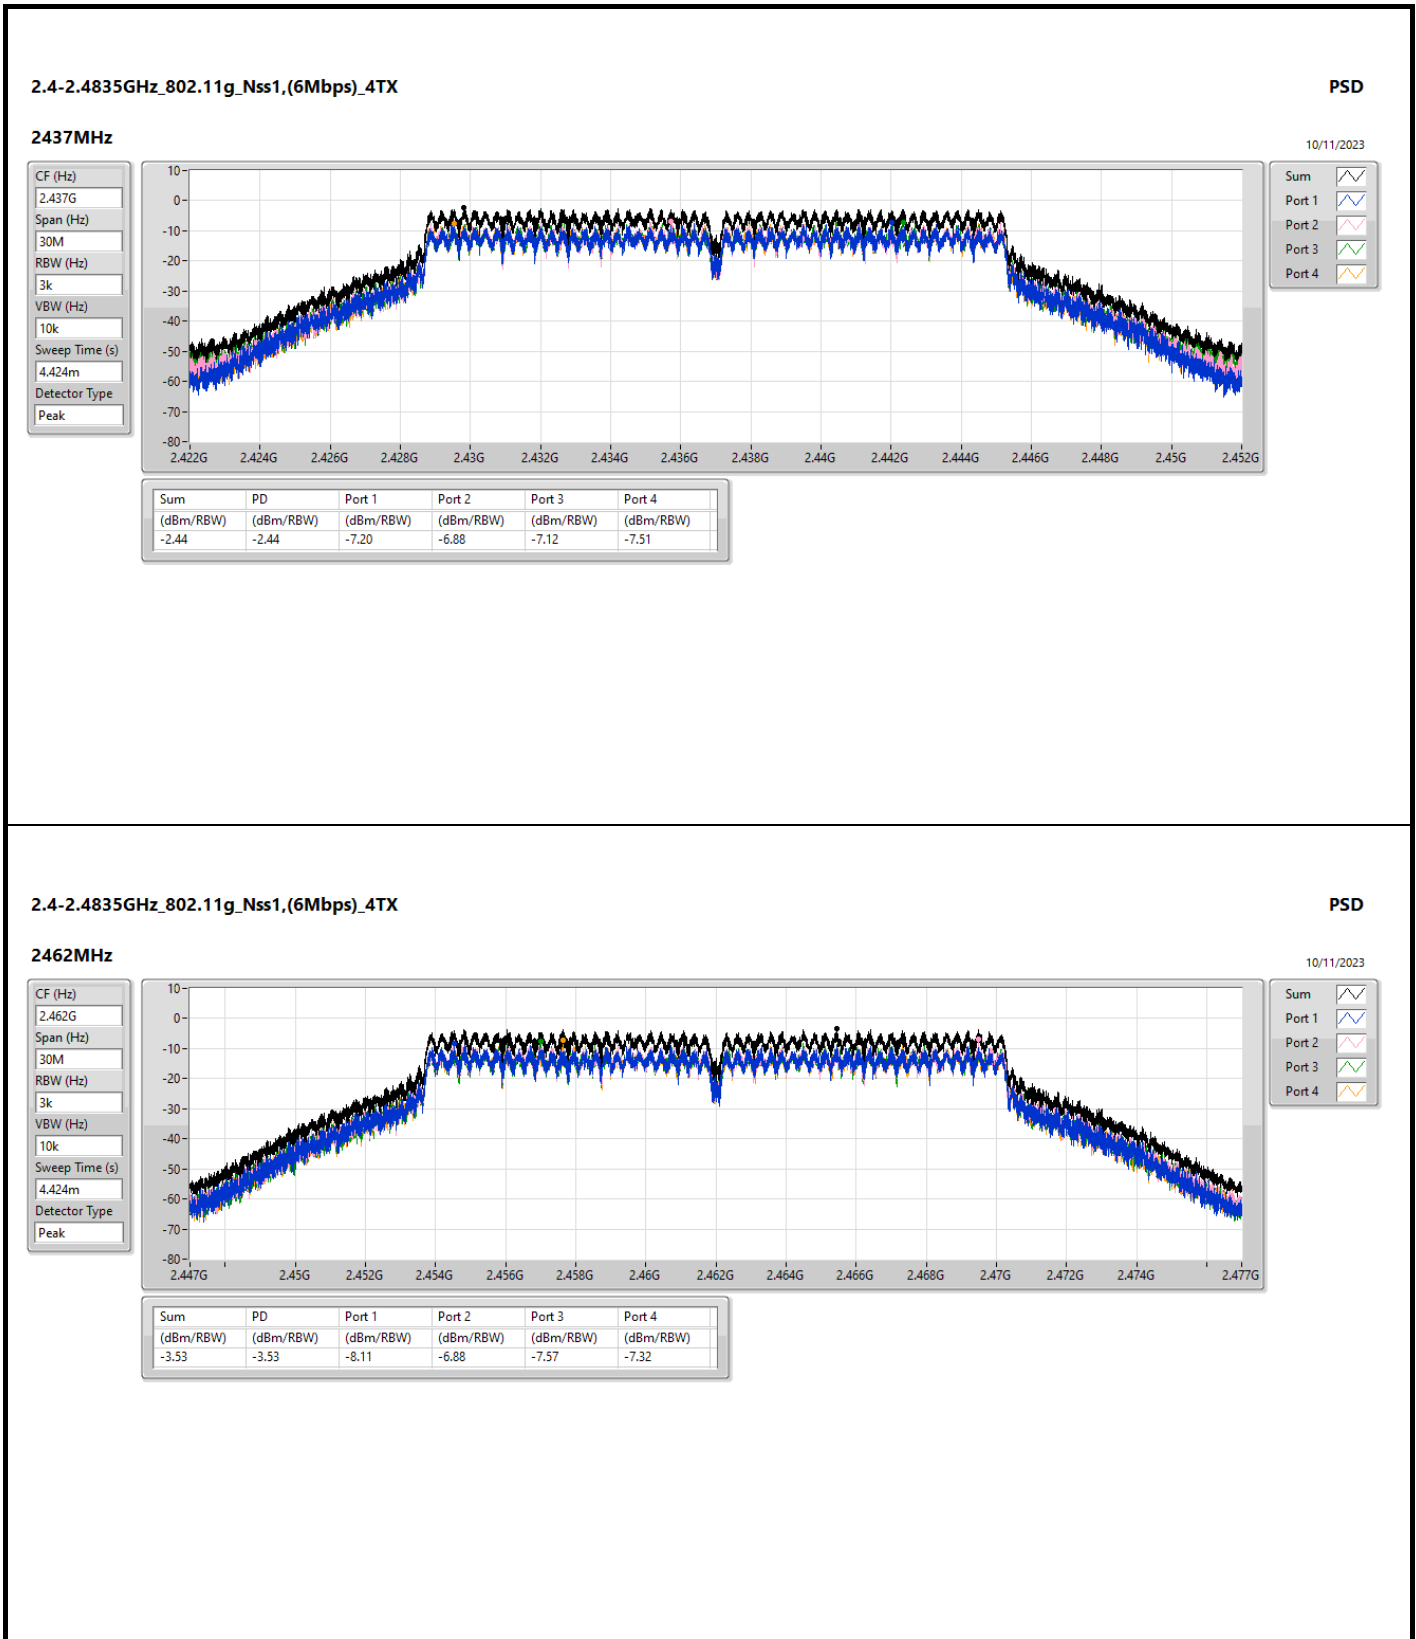 2.4-2.4835GHz_802.11g_Nss1,(6Mbps)_4TX PSD
2437MHz
10/11/2023
CF (Hz)
2.437G
Span (Hz)
30M
RBW (Hz)
3k
VBW (Hz)
10k
Sweep Time (s)
4.424m
Detector Type
Peak
10
0
-10
-20
-30
-40
-50
-60
-70
-80
2.422G 2.424G 2.426G 2.428G 2.43G 2.432G 2.434G 2.436G 2.438G 2.44G 2.442G 2.444G 2.446G 2.448G 2.45G 2.452G
Sum
Port 1
Port 2
Port 3
Port 4
Sum PD Port 1 Port 2 Port 3 Port 4
(dBm/RBW) (dBm/RBW) (dBm/RBW) (dBm/RBW) (dBm/RBW) (dBm/RBW)
-2.44 -2.44 -7.20 -6.88 -7.12 -7.51
2.4-2.4835GHz_802.11g_Nss1,(6Mbps)_4TX PSD
2462MHz
10/11/2023
CF (Hz)
2.462G
Span (Hz)
30M
RBW (Hz)
3k
VBW (Hz)
10k
Sweep Time (s)
4.424m
Detector Type
Peak
10
0
-10
-20
-30
-40
-50
-60
-70
-80
2.447G 2.45G 2.452G 2.454G 2.456G 2.458G 2.46G 2.462G 2.464G 2.466G 2.468G 2.47G 2.472G 2.474G 2.477G
Sum
Port 1
Port 2
Port 3
Port 4
Sum PD Port 1 Port 2 Port 3 Port 4
(dBm/RBW) (dBm/RBW) (dBm/RBW) (dBm/RBW) (dBm/RBW) (dBm/RBW)
-3.53 -3.53 -8.11 -6.88 -7.57 -7.32